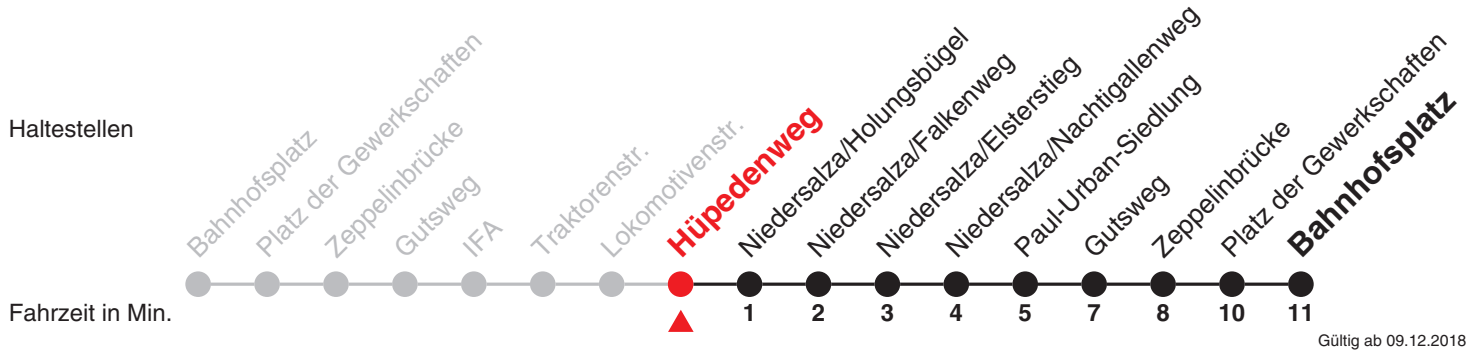 Haltestellen
Bahnhofsplatz
Platz der Gewerkschaften
Zeppelinbrücke
Gutsweg
IFA
Traktorenstr.
Lokomotivenstr.
Hüpedenweg
Niedersalza/Holungsbügel
Niedersalza/Falkenweg
Niedersalza/Elsterstieg
Niedersalza/Nachtigallenweg
Paul-Urban-Siedlung
Gutsweg
Zeppelinbrücke
Platz der Gewerkschaften
Bahnhofsplatz
Fahrzeit in Min.
1 2 3 4 5 7 8 10 11
Gültig ab 09.12.2018